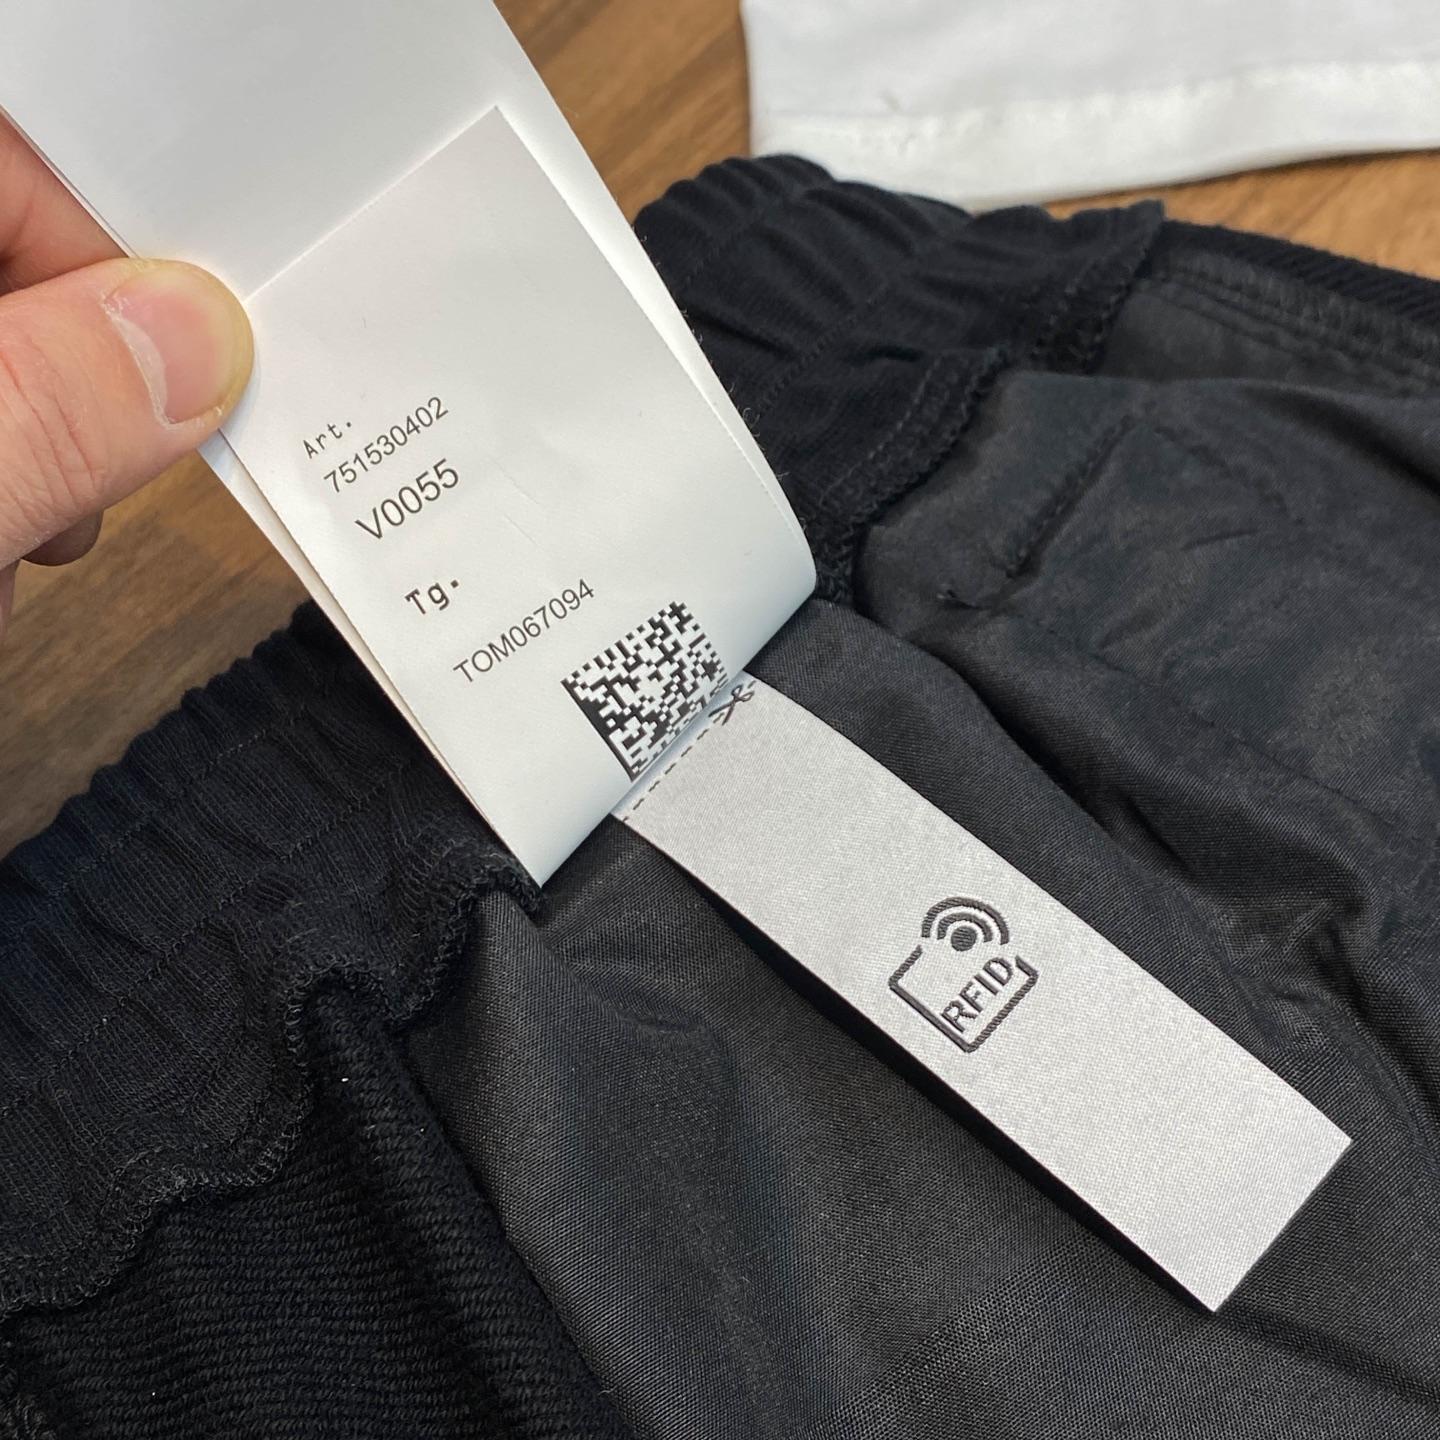 Art.
751530402
V0055
Tg.
TOM067094
RFID